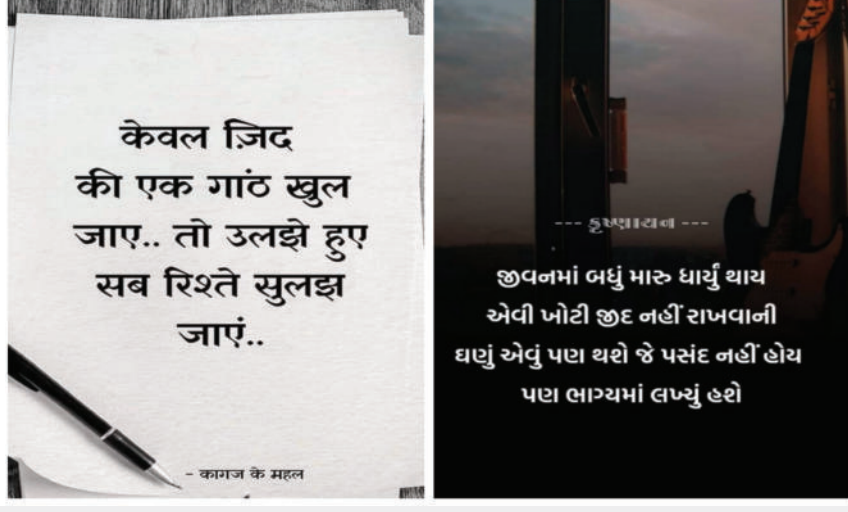 केवल ज़िद
की एक गांठ खुल
जाए.. तो उलझे हुए
सब रिश्ते सुलझ
जाएं..
- कागज के महल
--- કૃષ્ણાયન ---
જીવનમાં બધું મારુ ધાર્યું થાય
એવી ખોટી જીદ નહીં રાખવાની
ઘણું એવું પણ થશે જે પસંદ નહીં હોય
પણ ભાગ્યમાં લખ્યું હશે